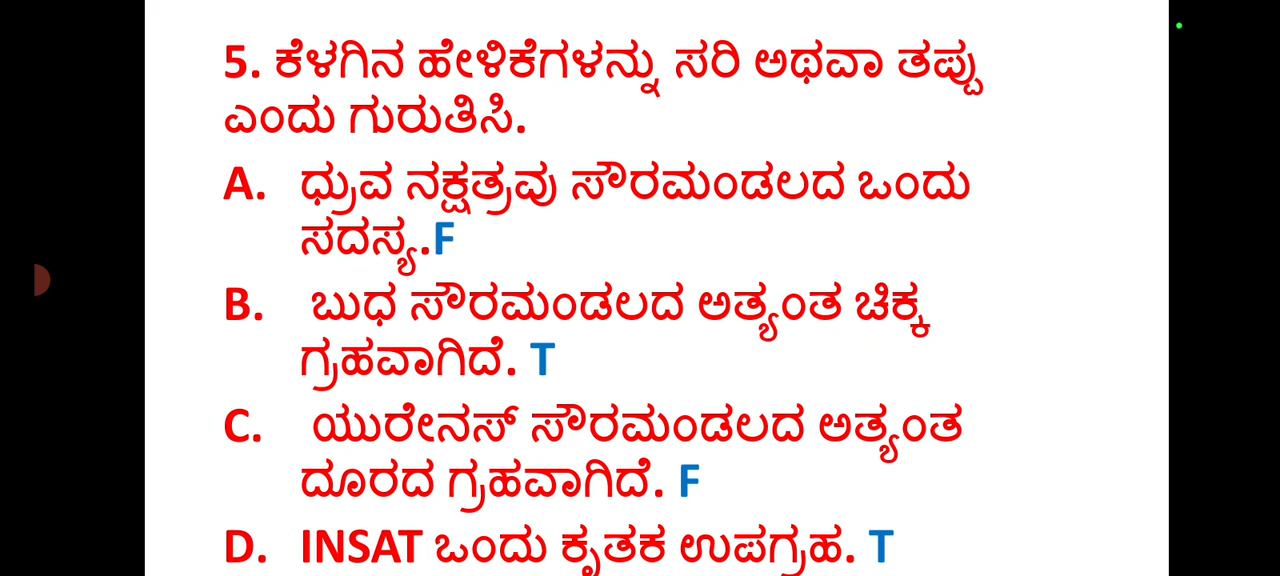 5. ಕೆಳಗಿನ ಹೇಳಿಕೆಗಳನ್ನು ಸರಿ ಅಥವಾ ತಪ್ಪು
ಎಂದು ಗುರುತಿಸಿ.
A. ಧ್ರುವ ನಕ್ಷತ್ರವು ಸೌರಮಂಡಲದ ಒಂದು
ಸದಸ್ಯ.F
B. ಬುಧ ಸೌರಮಂಡಲದ ಅತ್ಯಂತ ಚಿಕ್ಕ
ಗ್ರಹವಾಗಿದೆ. T
C. ಯುರೇನಸ್ ಸೌರಮಂಡಲದ ಅತ್ಯಂತ
ದೂರದ ಗ್ರಹವಾಗಿದೆ. F
D. INSAT ಒಂದು ಕೃತಕ ಉಪಗ್ರಹ. T